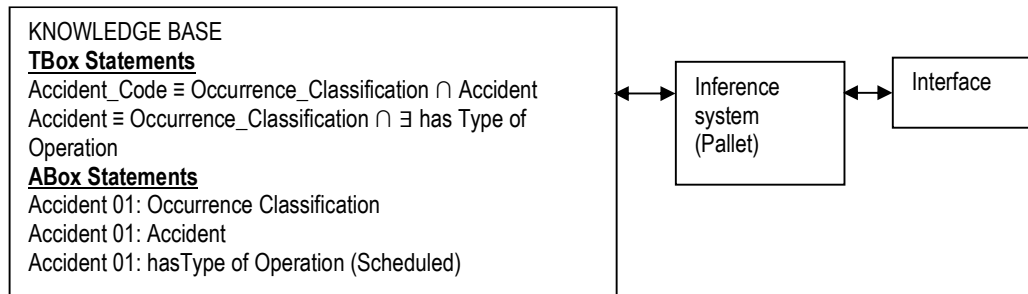 KNOWLEDGE BASE
TBox Statements
Accident_Code ≡ Occurrence_Classification ∩ Accident
Accident ≡ Occurrence_Classification ∩ ∃ has Type of
Operation
ABox Statements
Accident 01: Occurrence Classification
Accident 01: Accident
Accident 01: hasType of Operation (Scheduled)
Inference
system
(Pallet)
Interface